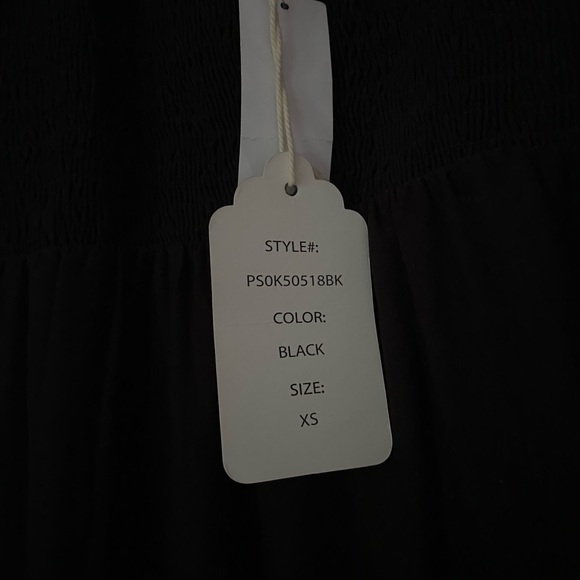 STYLE#:
PS0K50518BK
COLOR:
BLACK
SIZE:
XS